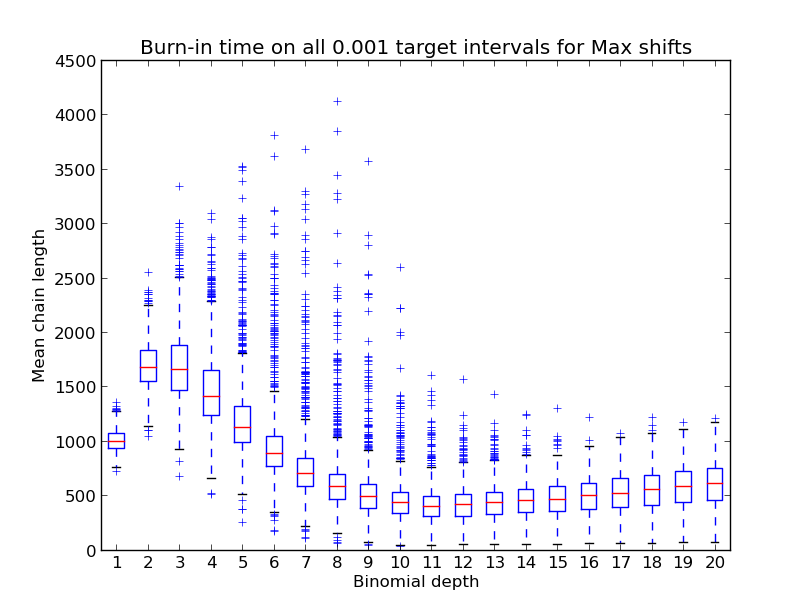 Burn-in time on all 0.001 target intervals for Max shifts
4500
4000
3500
3000
2500
2000
1500
1000
500
0
Mean chain length
1 2 3 4 5 6 7 8 9 10 11 12 13 14 15 16 17 18 19 20
Binomial depth